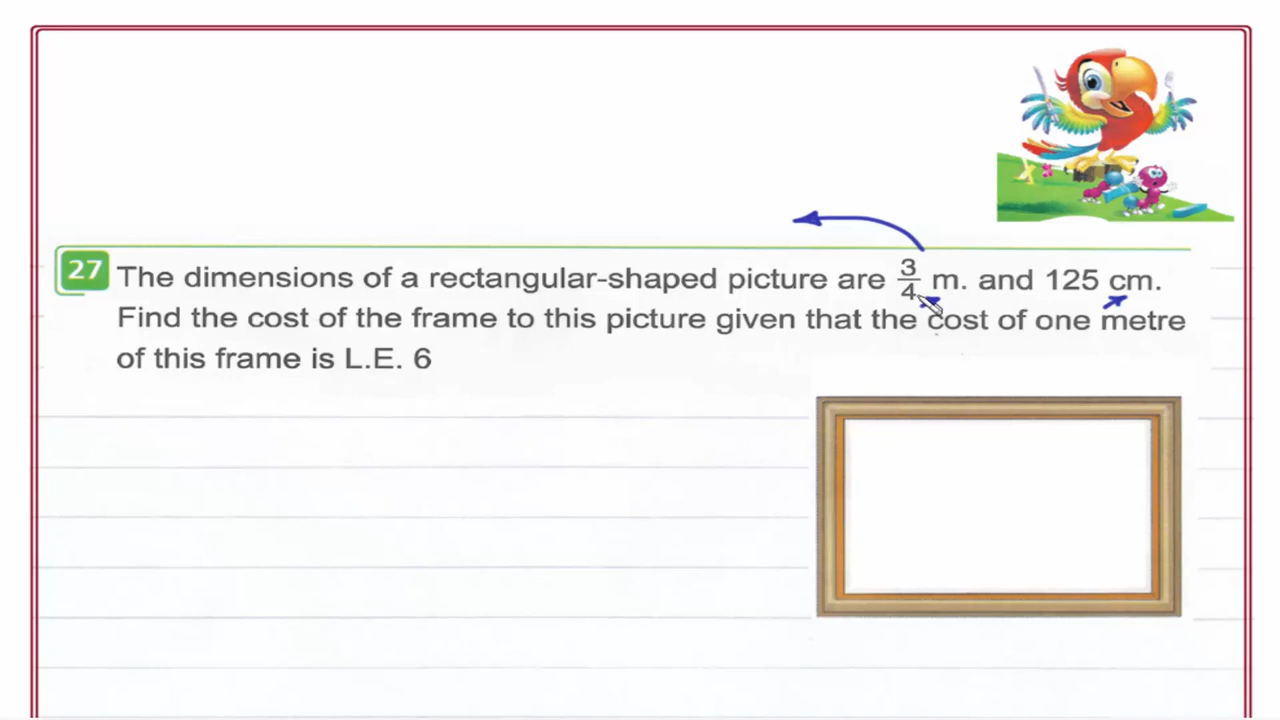 27 The dimensions of a rectangular-shaped picture are 3/4 m. and 125 cm.
Find the cost of the frame to this picture given that the cost of one metre
of this frame is L.E. 6